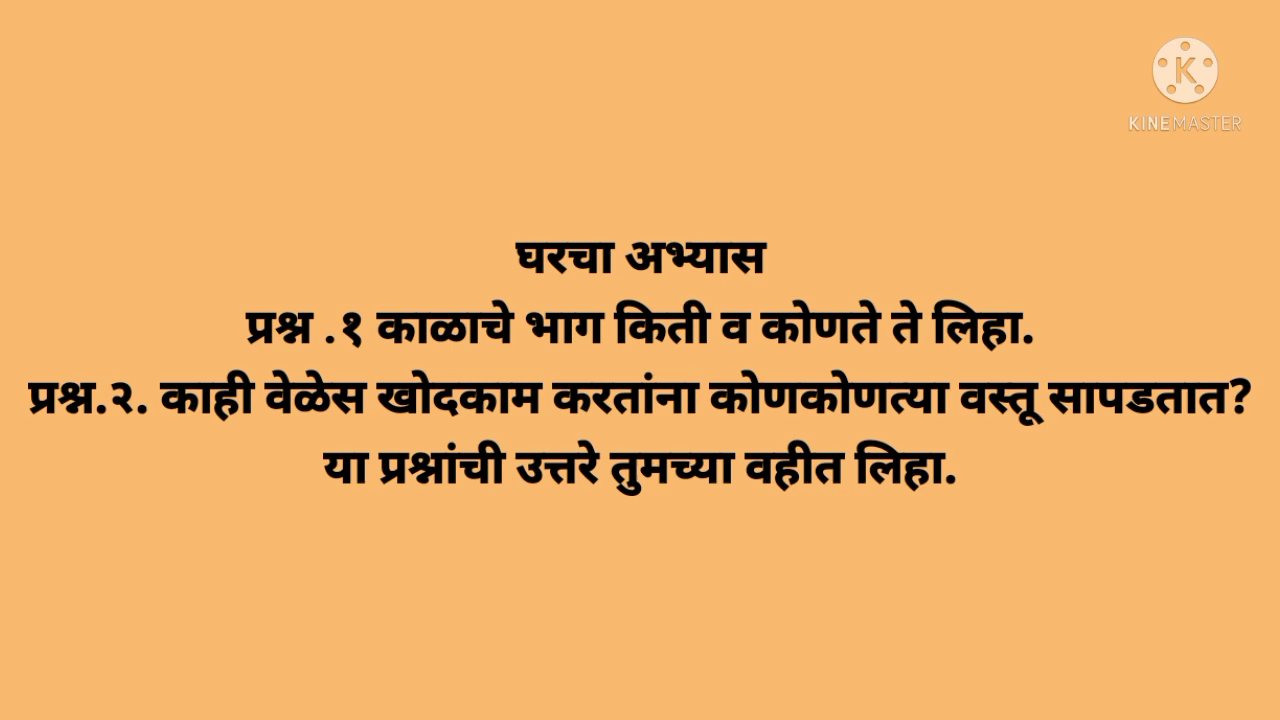 K
KINEMASTER
घरचा अभ्यास
प्रश्न .१ काळाचे भाग किती व कोणते ते लिहा.
प्रश्न.२. काही वेळेस खोदकाम करतांना कोणकोणत्या वस्तू सापडतात?
या प्रश्नांची उत्तरे तुमच्या वहीत लिहा.